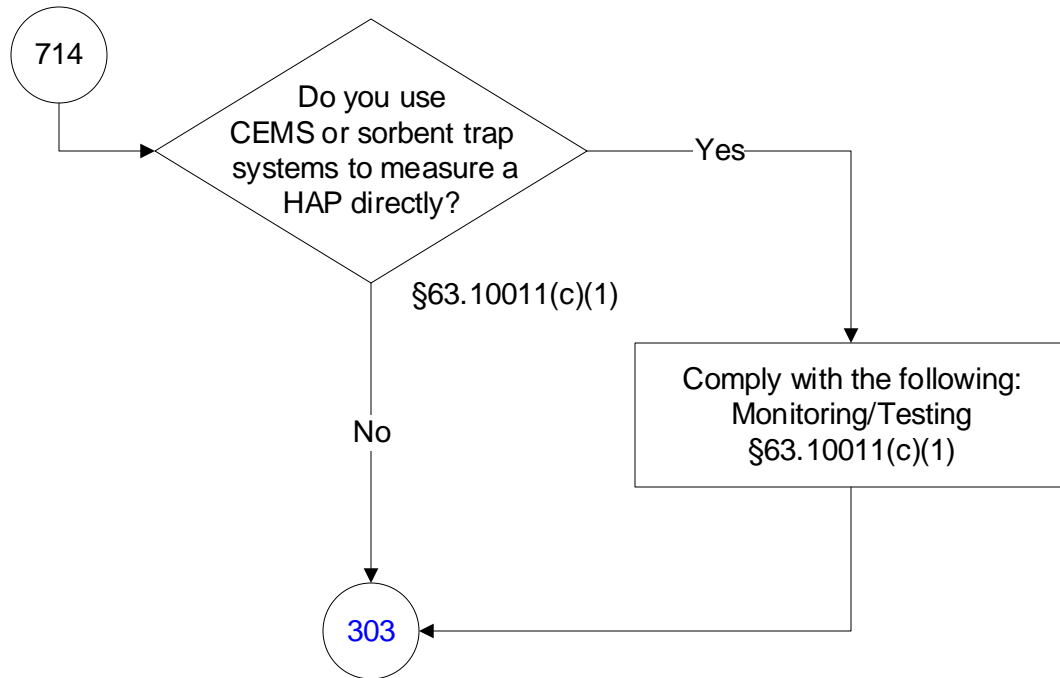 714
Do you use
CEMS or sorbent trap
systems to measure a
HAP directly?
Yes
§63.10011(c)(1)
Comply with the following:
Monitoring/Testing
§63.10011(c)(1)
No
303